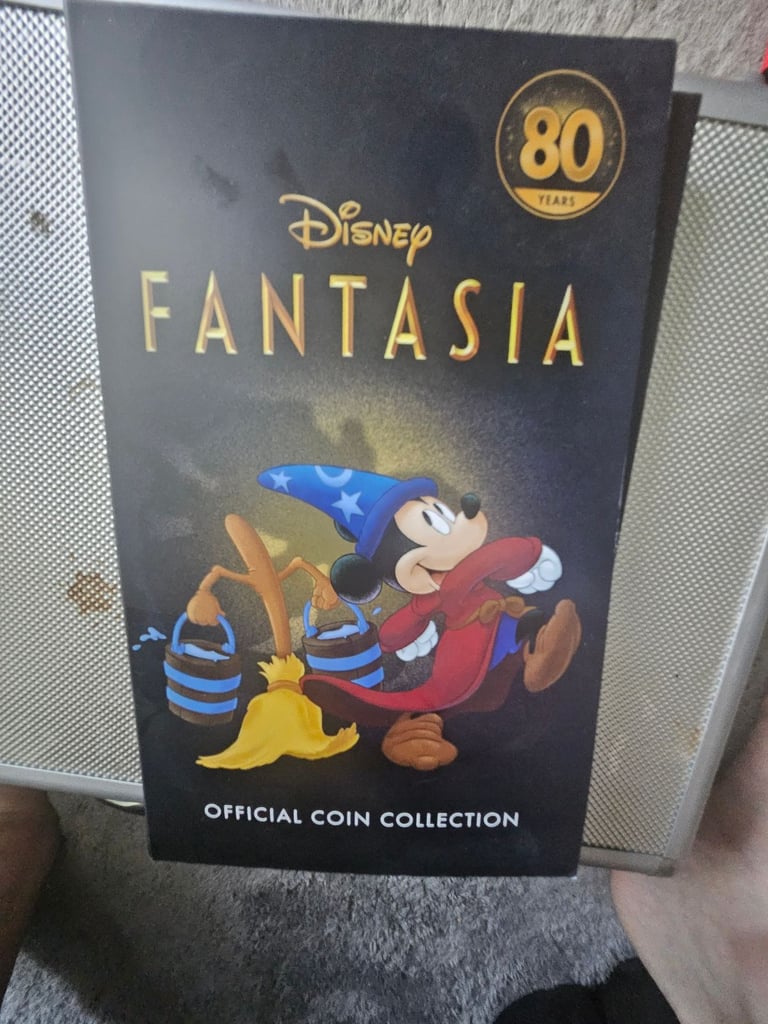 80
YEARS
Disney
FANTASIA
OFFICIAL COIN COLLECTION